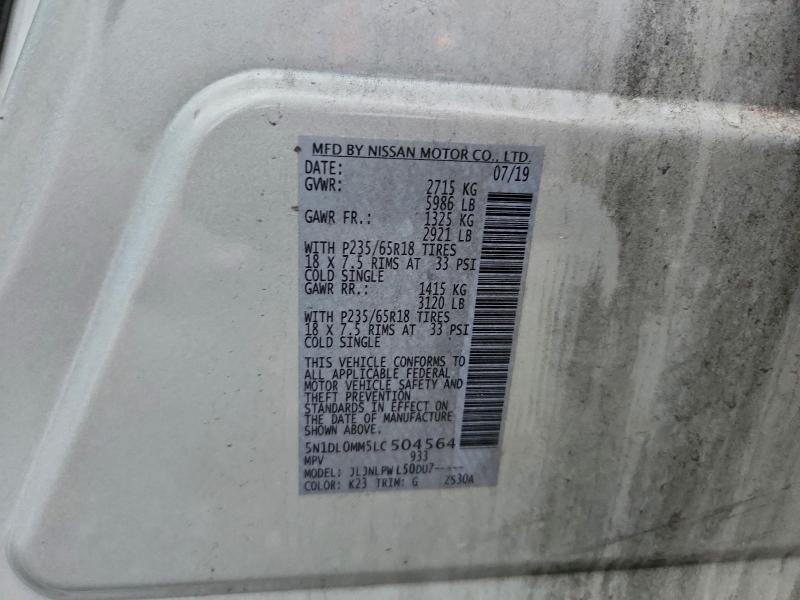 MFD BY NISSAN MOTOR CO., LTD.
DATE: 07/19
GVWR: 2715 KG
5986 LB
GAWR FR.: 1325 KG
2921 LB
WITH P235/65R18 TIRES
18 X 7.5 RIMS AT 33 PSI
COLD SINGLE
GAWR RR.: 1415 KG
3120 LB
WITH P235/65R18 TIRES
18 X 7.5 RIMS AT 33 PSI
COLD SINGLE
THIS VEHICLE CONFORMS TO
ALL APPLICABLE FEDERAL
MOTOR VEHICLE SAFETY AND
THEFT PREVENTION
STANDARDS IN EFFECT ON
THE DATE OF MANUFACTURE
SHOWN ABOVE.
5N1DL0MM5LC504564
MPV 933
MODEL: JLJNLPWL50DU7-----
COLOR: K23 TRIM: G ZS30A